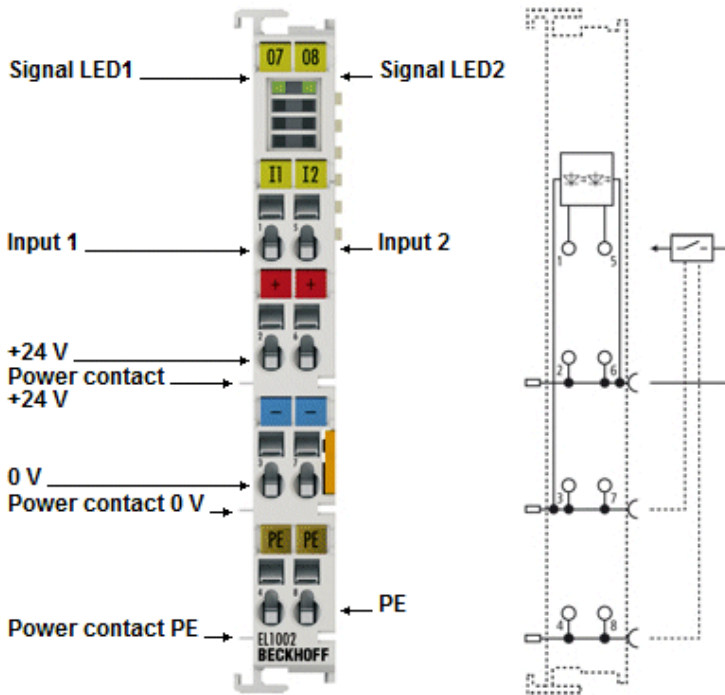 07 08
Signal LED1
Signal LED2
I1 I2
1 5
Input 1
Input 2
+ +
2 6
+24 V
Power contact
+24 V
- -
3 7
0 V
Power contact 0 V
PE PE
4 8
PE
Power contact PE
EL1002
BECKHOFF
1 5
2 6
3 7
4 8